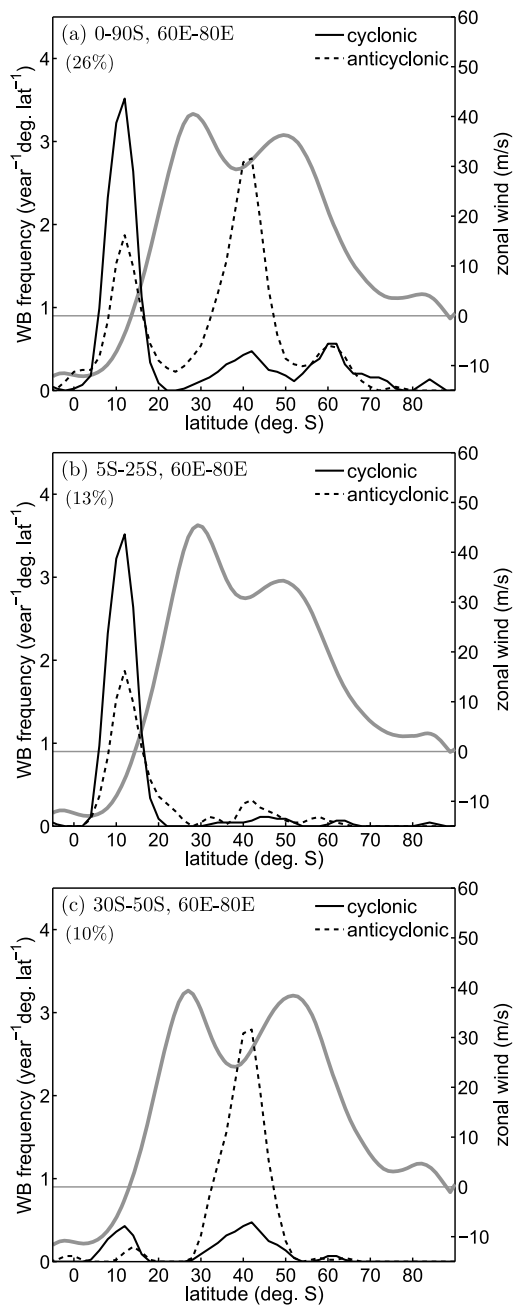 (a) 0-90S, 60E-80E
(26%)
cyclonic
anticyclonic
WB frequency (year⁻¹deg. lat⁻¹)
0
1
2
3
4
zonal wind (m/s)
60
50
40
30
20
10
0
−10
0 10 20 30 40 50 60 70 80
latitude (deg. S)
(b) 5S-25S, 60E-80E
(13%)
cyclonic
anticyclonic
WB frequency (year⁻¹deg. lat⁻¹)
0
1
2
3
4
zonal wind (m/s)
60
50
40
30
20
10
0
−10
0 10 20 30 40 50 60 70 80
latitude (deg. S)
(c) 30S-50S, 60E-80E
(10%)
cyclonic
anticyclonic
WB frequency (year⁻¹deg. lat⁻¹)
0
1
2
3
4
zonal wind (m/s)
60
50
40
30
20
10
0
−10
0 10 20 30 40 50 60 70 80
latitude (deg. S)